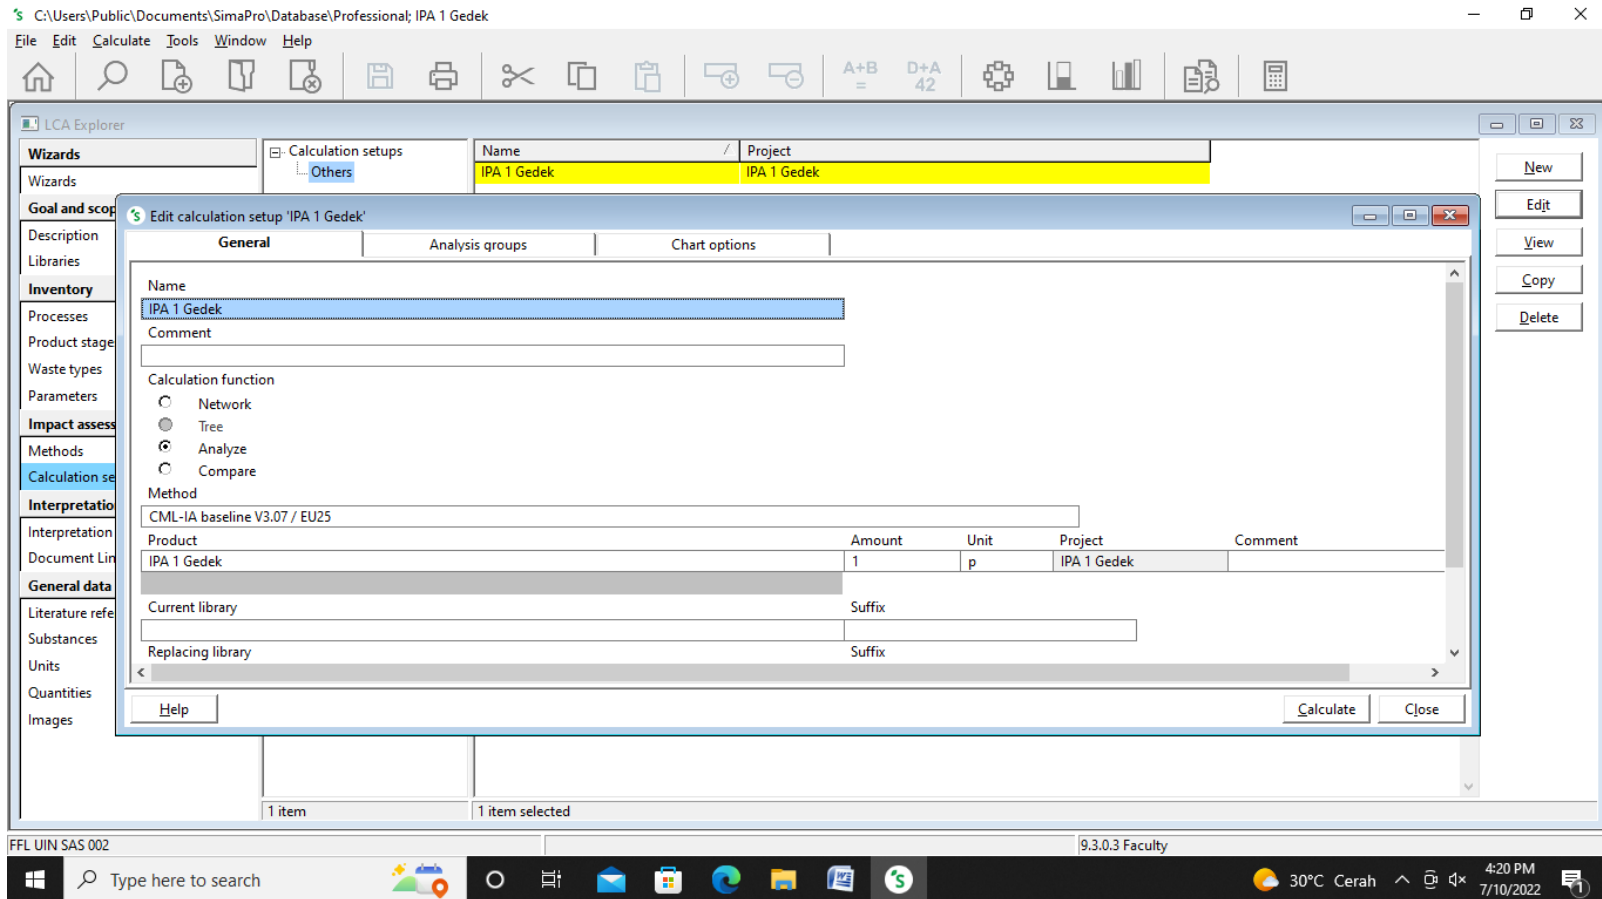 C:\Users\Public\Documents\SimaPro\Database\Professional; IPA 1 Gedek
File Edit Calculate Tools Window Help
A+B
=
D+A
42
LCA Explorer
Wizards
Wizards
Goal and scop
Description
Libraries
Inventory
Processes
Product stage
Waste types
Parameters
Impact assess
Methods
Calculation se
Interpretatio
Interpretation
Document Lin
General data
Literature refe
Substances
Units
Quantities
Images
Calculation setups
Others
Name Project
IPA 1 Gedek IPA 1 Gedek
New
Edit
View
Copy
Delete
Edit calculation setup 'IPA 1 Gedek'
General Analysis groups Chart options
Name
IPA 1 Gedek
Comment
Calculation function
Network
Tree
Analyze
Compare
Method
CML-IA baseline V3.07 / EU25
Product Amount Unit Project Comment
IPA 1 Gedek 1 p IPA 1 Gedek
Current library Suffix
Replacing library Suffix
Help Calculate Close
1 item 1 item selected
FFL UIN SAS 002 9.3.0.3 Faculty
Type here to search
30°C Cerah
4:20 PM
7/10/2022
1